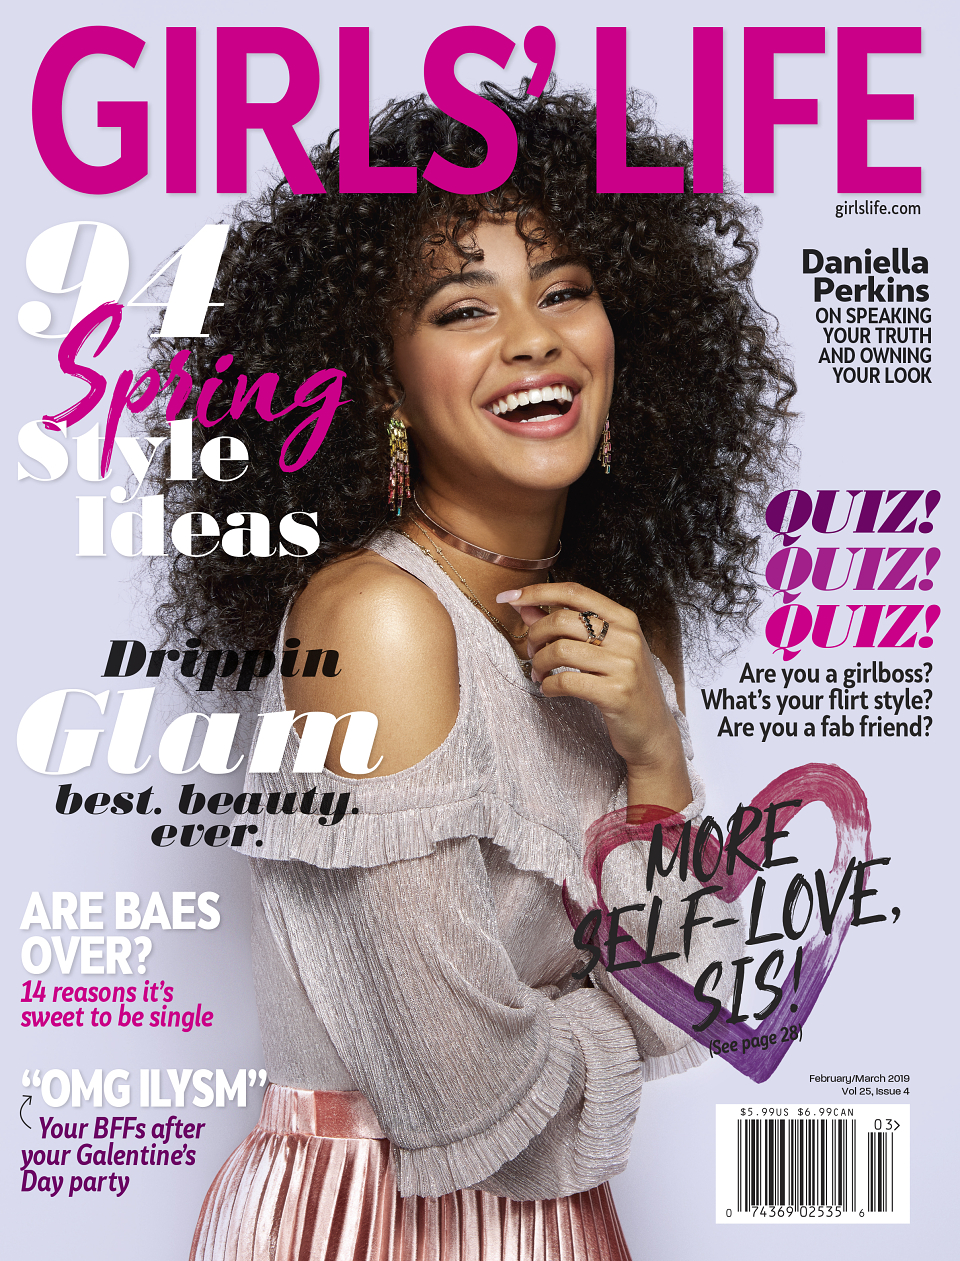 GIRLS' LIFE
girlslife.com
94
Spring
Style
Ideas
Daniella
Perkins
ON SPEAKING
YOUR TRUTH
AND OWNING
YOUR LOOK
QUIZ!
QUIZ!
QUIZ!
Are you a girlboss?
What's your flirt style?
Are you a fab friend?
Drippin
Glam
best. beauty.
ever.
MORE
SELF-LOVE,
SIS!
(See page 28)
ARE BAES
OVER?
14 reasons it's
sweet to be single
"OMG ILYSM"
Your BFFs after
your Galentine's
Day party
February/March 2019
Vol 25, Issue 4
$5.99US $6.99CAN
03>
0 74369 02535 6